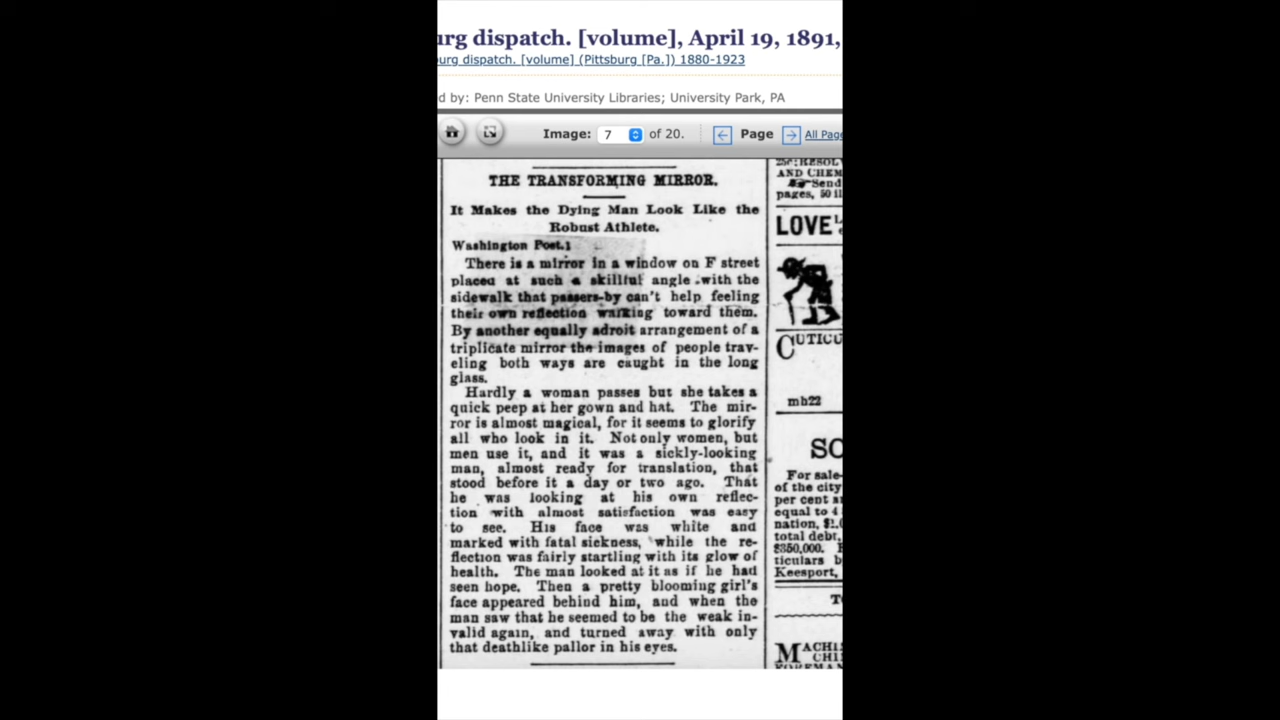 urg dispatch. [volume], April 19, 1891,
burg dispatch. [volume] (Pittsburg [Pa.]) 1880-1923
d by: Penn State University Libraries; University Park, PA
Image: 7 of 20. Page All Pag
THE TRANSFORMING MIRROR.
It Makes the Dying Man Look Like the
Robust Athlete.
Washington Post.]
There is a mirror in a window on F street
placed at such a skillful angle with the
sidewalk that passers-by can't help feeling
their own reflection walking toward them.
By another equally adroit arrangement of a
triplicate mirror the images of people trav-
eling both ways are caught in the long
glass.
Hardly a woman passes but she takes a
quick peep at her gown and hat. The mir-
ror is almost magical, for it seems to glorify
all who look in it. Not only women, but
men use it, and it was a sickly-looking
man, almost ready for translation, that
stood before it a day or two ago. That
he was looking at his own reflec-
tion with almost satisfaction was easy
to see. His face was white and
marked with fatal sickness, while the re-
flection was fairly startling with its glow of
health. The man looked at it as if he had
seen hope. Then a pretty blooming girl's
face appeared behind him, and when the
man saw that he seemed to be the weak in-
valid again, and turned away with only
that deathlike pallor in his eyes.
25c; RESOL
AND CHEM
Send
pages, 50 il
LOVE
CUTICU
mh22
SO
For sale-
of the city
per cent a
equal to 4
nation, $1.0
total debt,
$350,000.
ticulars b
Keesport,
T
MACHI
CHI
FOREMA